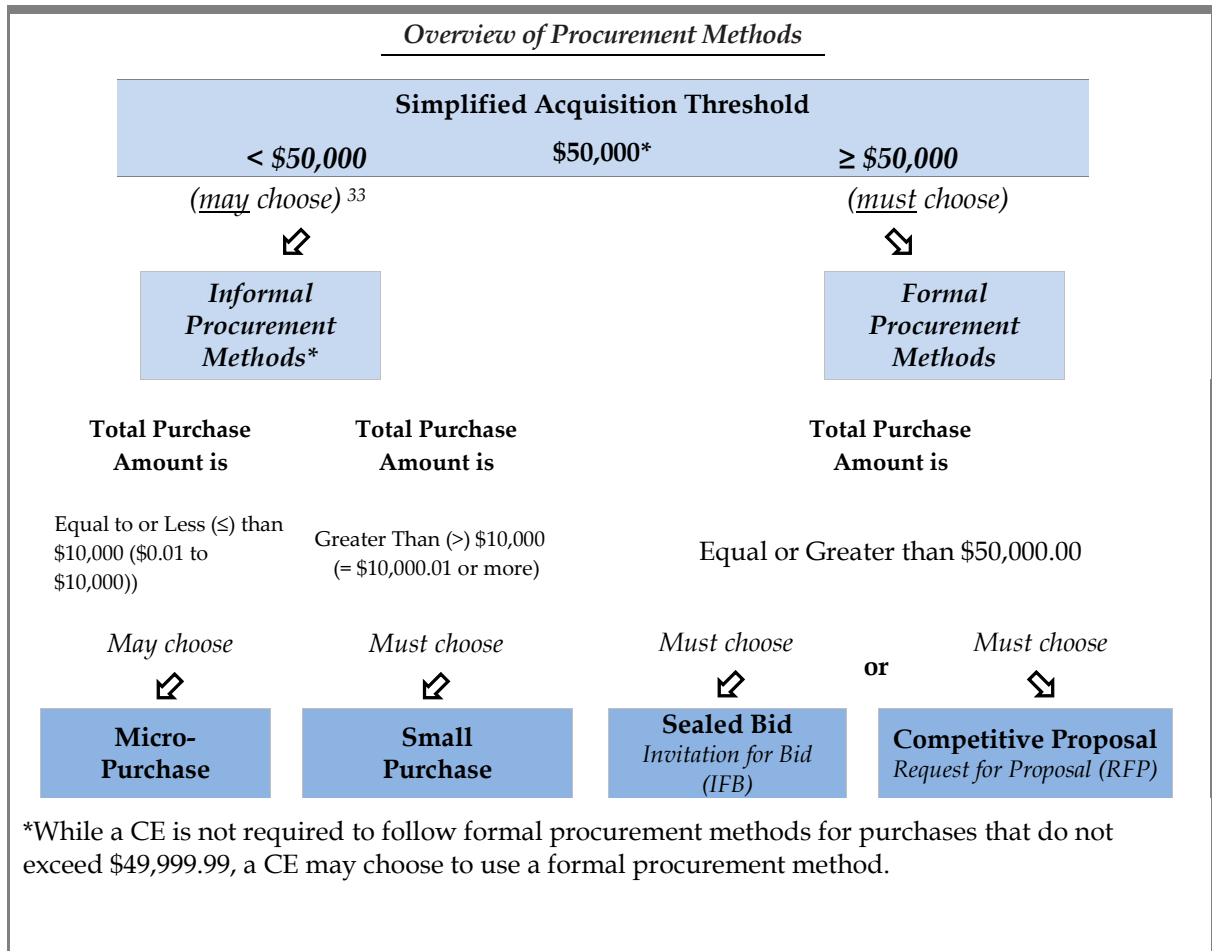 Overview of Procurement Methods
Simplified Acquisition Threshold
< $50,000 $50,000* ≥ $50,000
(may choose) 33 (must choose)
Informal
Procurement
Methods*
Formal
Procurement
Methods
Total Purchase
Amount is
Total Purchase
Amount is
Total Purchase
Amount is
Equal to or Less (≤) than
$10,000 ($0.01 to
$10,000))
Greater Than (>) $10,000
(= $10,000.01 or more)
Equal or Greater than $50,000.00
May choose
Must choose
Must choose
or
Must choose
Micro-
Purchase
Small
Purchase
Sealed Bid
Invitation for Bid
(IFB)
Competitive Proposal
Request for Proposal (RFP)
*While a CE is not required to follow formal procurement methods for purchases that do not
exceed $49,999.99, a CE may choose to use a formal procurement method.